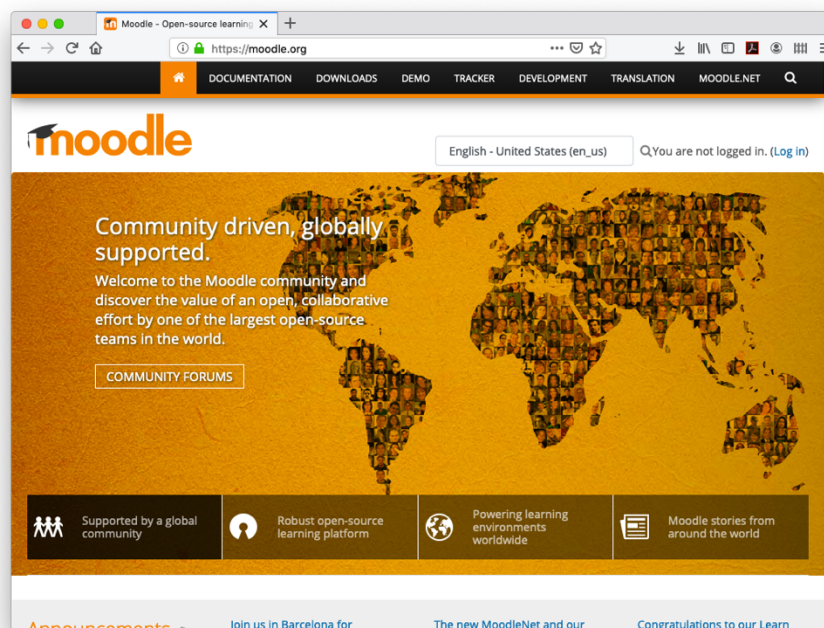 Moodle - Open-source learning
https://moodle.org
DOCUMENTATION DOWNLOADS DEMO TRACKER DEVELOPMENT TRANSLATION MOODLE.NET
moodle
English - United States (en_us)
You are not logged in. (Log in)
Community driven, globally
supported.
Welcome to the Moodle community and
discover the value of an open, collaborative
effort by one of the largest open-source
teams in the world.
COMMUNITY FORUMS
Supported by a global
community
Robust open-source
learning platform
Powering learning
environments
worldwide
Moodle stories from
around the world
Announcements
Join us in Barcelona for
The new MoodleNet and our
Congratulations to our Learn